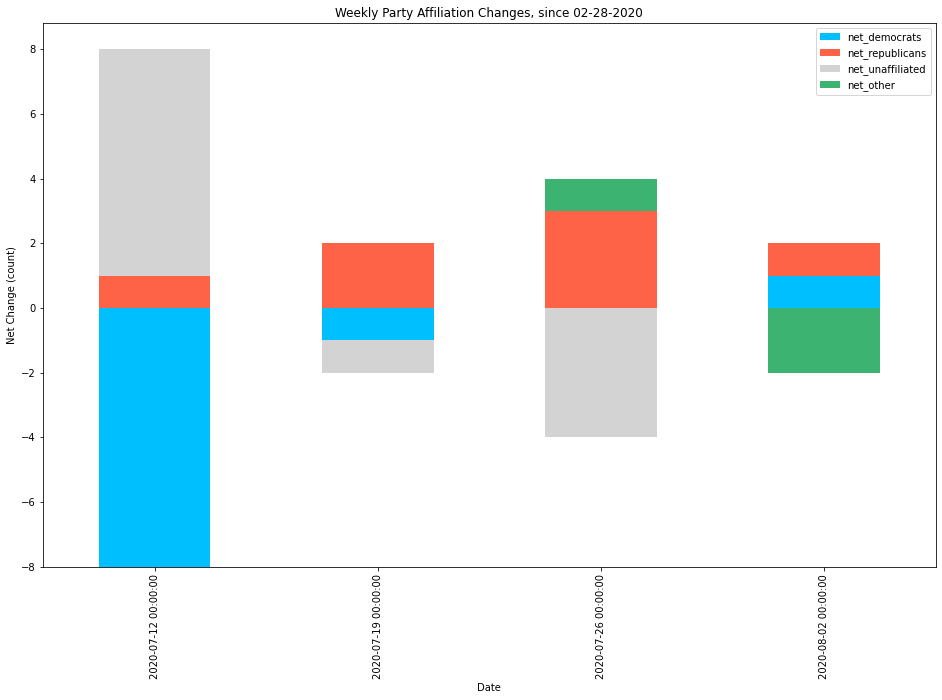 Weekly Party Affiliation Changes, since 02-28-2020
net_democrats
net_republicans
net_unaffiliated
net_other
Net Change (count)
8
6
4
2
0
−2
−4
−6
−8
2020-07-12 00:00:00
2020-07-19 00:00:00
2020-07-26 00:00:00
2020-08-02 00:00:00
Date